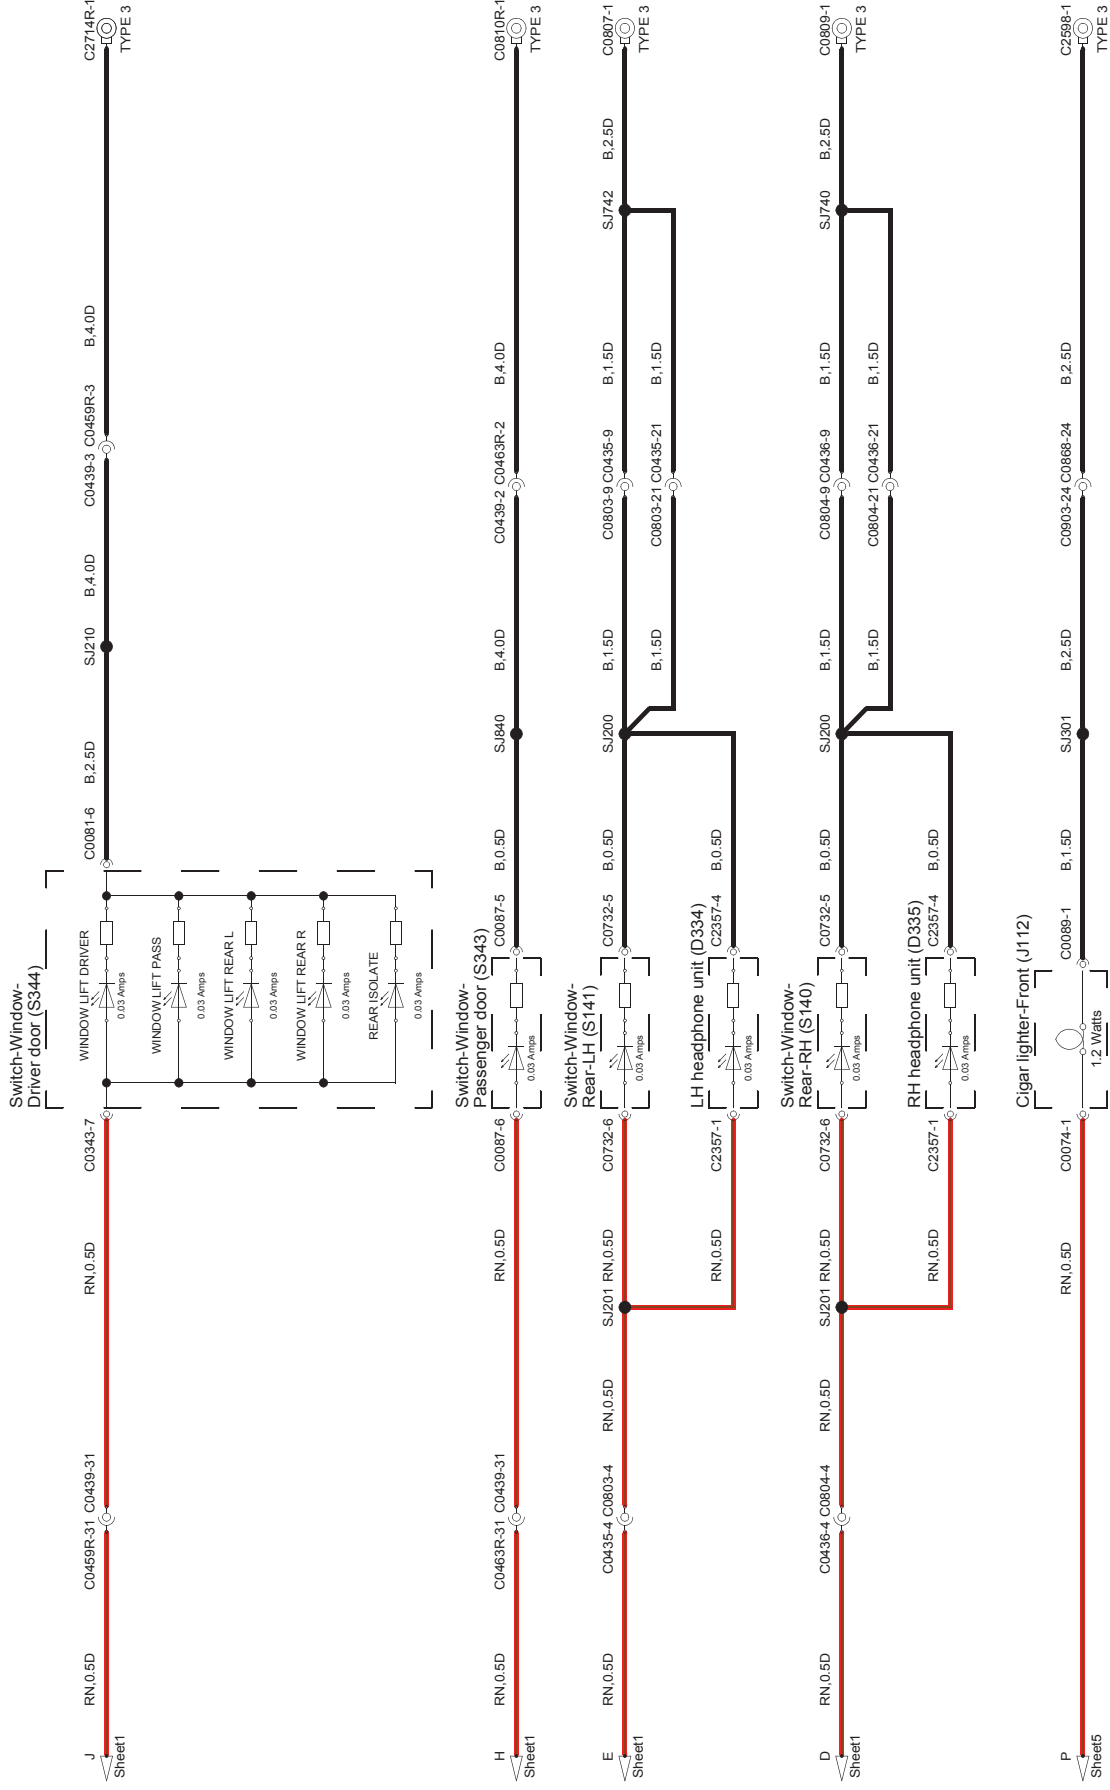 Switch-Window-
Driver door (S344)
J
Sheet1
RN,0.5D
C0459R-31
C0439-31
RN,0.5D
C0343-7
WINDOW LIFT DRIVER
0.03 Amps
WINDOW LIFT PASS
0.03 Amps
WINDOW LIFT REAR L
0.03 Amps
WINDOW LIFT REAR R
0.03 Amps
REAR ISOLATE
0.03 Amps
C0081-6
B,2.5D
SJ210
B,4.0D
C0439-3
C0459R-3
B,4.0D
C2714R-1
TYPE 3
Switch-Window-
Passenger door (S343)
H
Sheet1
RN,0.5D
C0463R-31
C0439-31
RN,0.5D
C0087-6
0.03 Amps
C0087-5
B,0.5D
SJ840
B,4.0D
C0439-2
C0463R-2
B,4.0D
C0810R-1
TYPE 3
Switch-Window-
Rear-LH (S141)
E
Sheet1
RN,0.5D
C0435-4
C0803-4
RN,0.5D
SJ201
RN,0.5D
C0732-6
0.03 Amps
C0732-5
B,0.5D
SJ200
B,1.5D
C0803-9
C0435-9
B,1.5D
SJ742
B,2.5D
C0807-1
TYPE 3
B,1.5D
C0803-21
C0435-21
B,1.5D
LH headphone unit (D334)
RN,0.5D
C2357-1
0.03 Amps
C2357-4
B,0.5D
Switch-Window-
Rear-RH (S140)
D
Sheet1
RN,0.5D
C0436-4
C0804-4
RN,0.5D
SJ201
RN,0.5D
C0732-6
0.03 Amps
C0732-5
B,0.5D
SJ200
B,1.5D
C0804-9
C0436-9
B,1.5D
SJ740
B,2.5D
C0809-1
TYPE 3
B,1.5D
C0804-21
C0436-21
B,1.5D
RH headphone unit (D335)
RN,0.5D
C2357-1
0.03 Amps
C2357-4
B,0.5D
Cigar lighter-Front (J112)
P
Sheet5
RN,0.5D
C0074-1
1.2 Watts
C0089-1
B,1.5D
SJ301
B,2.5D
C0903-24
C0868-24
B,2.5D
C2598-1
TYPE 3